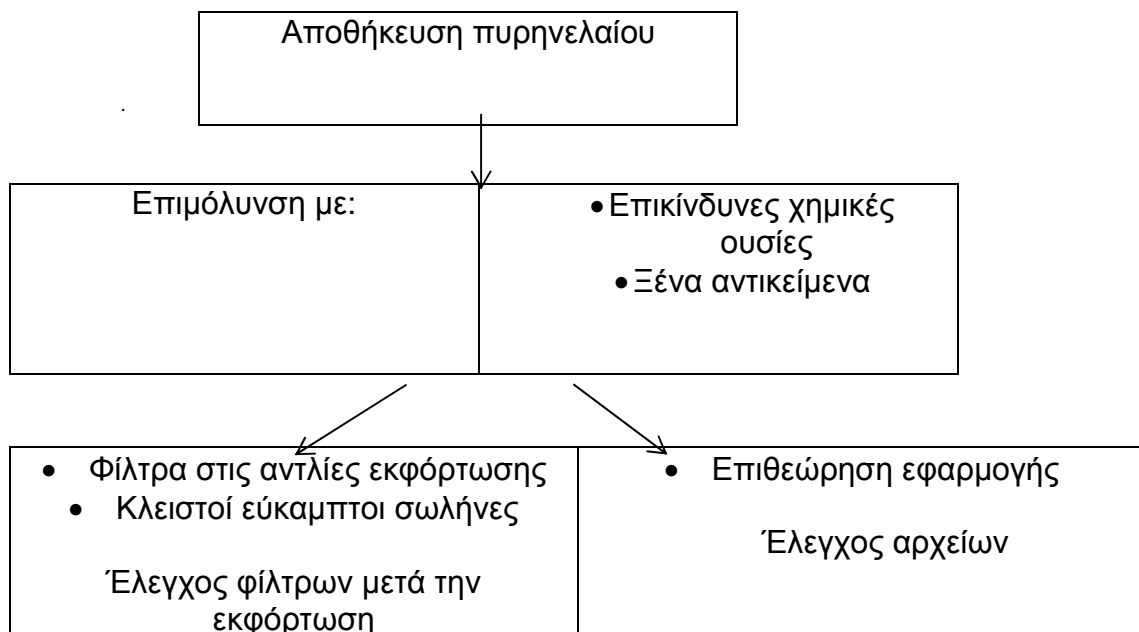 Αποθήκευση πυρηνελαίου
Επιμόλυνση με:
• Επικίνδυνες χημικές
ουσίες
• Ξένα αντικείμενα
• Φίλτρα στις αντλίες εκφόρτωσης
• Κλειστοί εύκαμπτοι σωλήνες
Έλεγχος φίλτρων μετά την
εκφόρτωση
• Επιθεώρηση εφαρμογής
Έλεγχος αρχείων